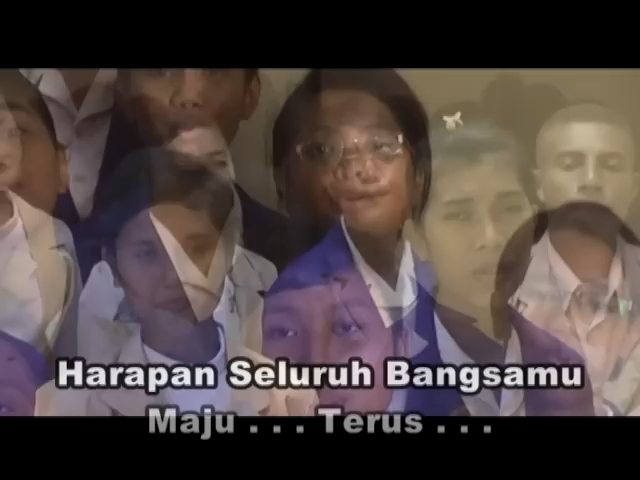 Harapan Seluruh Bangsamu
Maju . . . Terus . . .